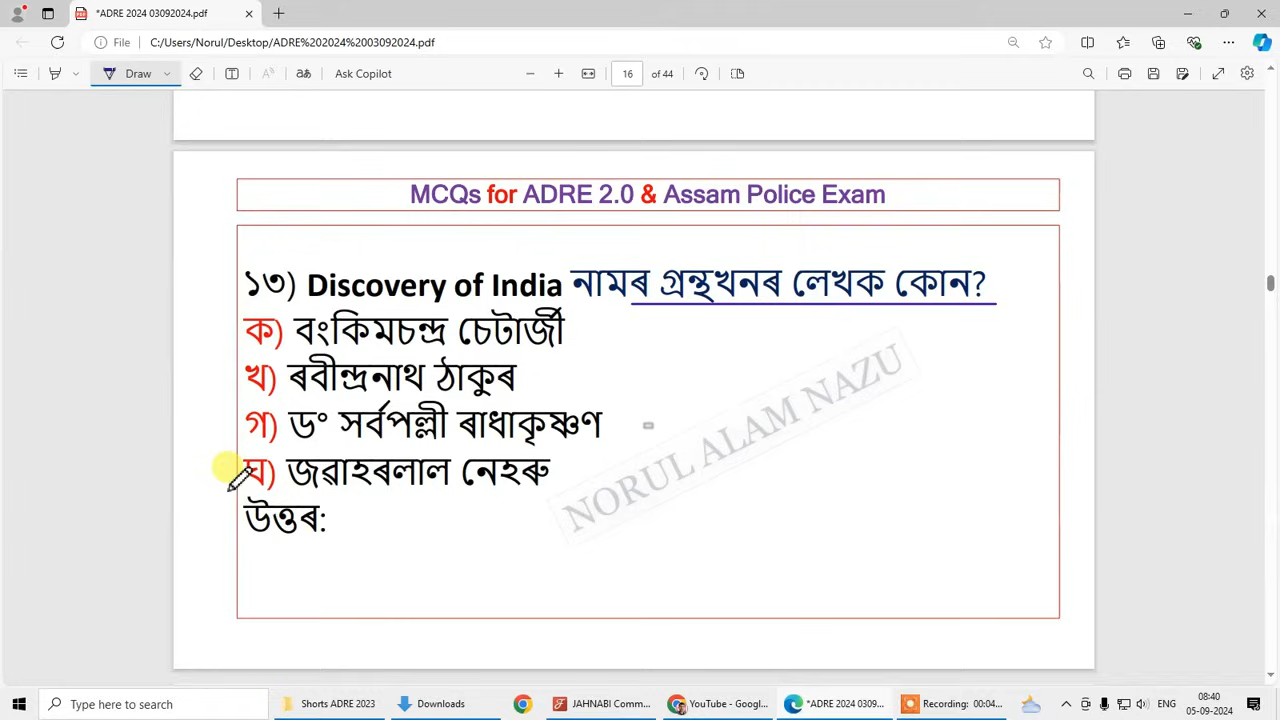 *ADRE 2024 03092024.pdf
File C:/Users/Norul/Desktop/ADRE%202024%2003092024.pdf
Draw
Ask Copilot
16 of 44
MCQs for ADRE 2.0 & Assam Police Exam
১৩) Discovery of India নামৰ গ্ৰন্থখনৰ লেখক কোন?
ক) বংকিমচন্দ্ৰ চেটাৰ্জী
খ) ৰবীন্দ্ৰনাথ ঠাকুৰ
গ) ড° সৰ্বপল্লী ৰাধাকৃষ্ণণ
ঘ) জৱাহৰলাল নেহৰু
উত্তৰ:
NORUL ALAM NAZU
Type here to search
Shorts ADRE 2023
Downloads
JAHNABI Comm...
YouTube - Googl...
*ADRE 2024 0309...
Recording: 00:04...
ENG
08:40
05-09-2024